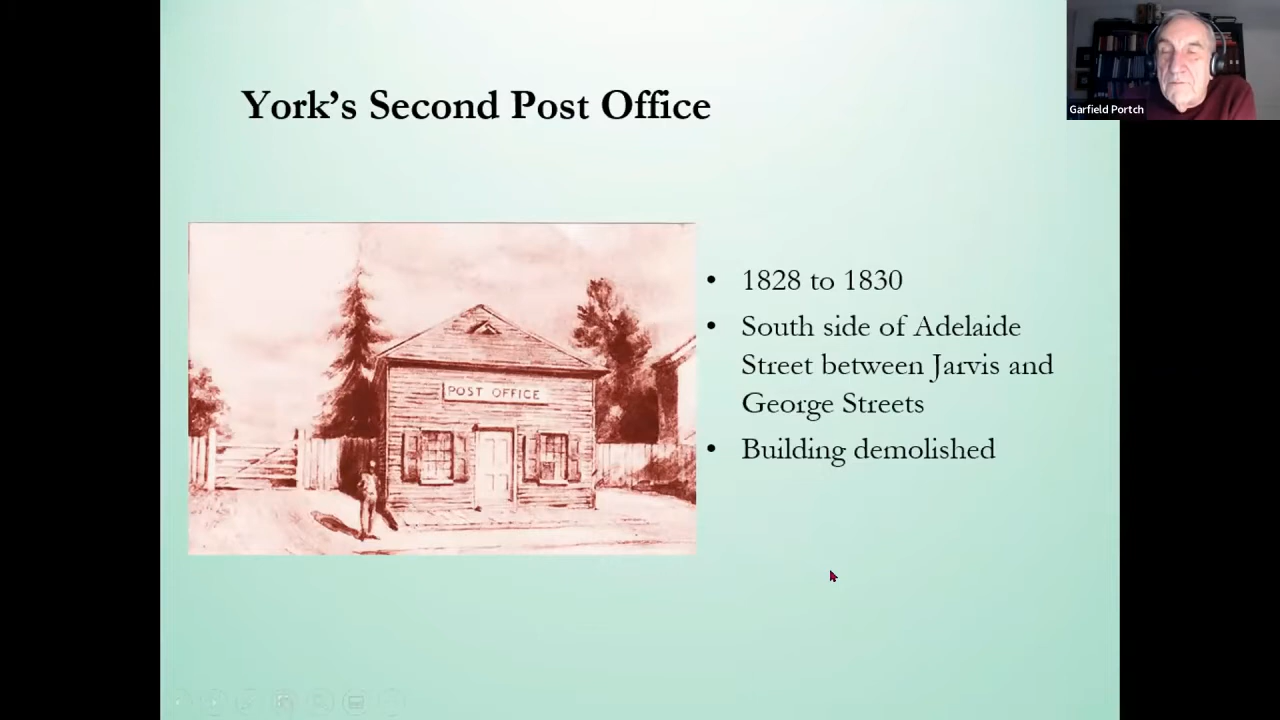 York's Second Post Office
Garfield Portch
POST OFFICE
• 1828 to 1830
• South side of Adelaide
Street between Jarvis and
George Streets
• Building demolished